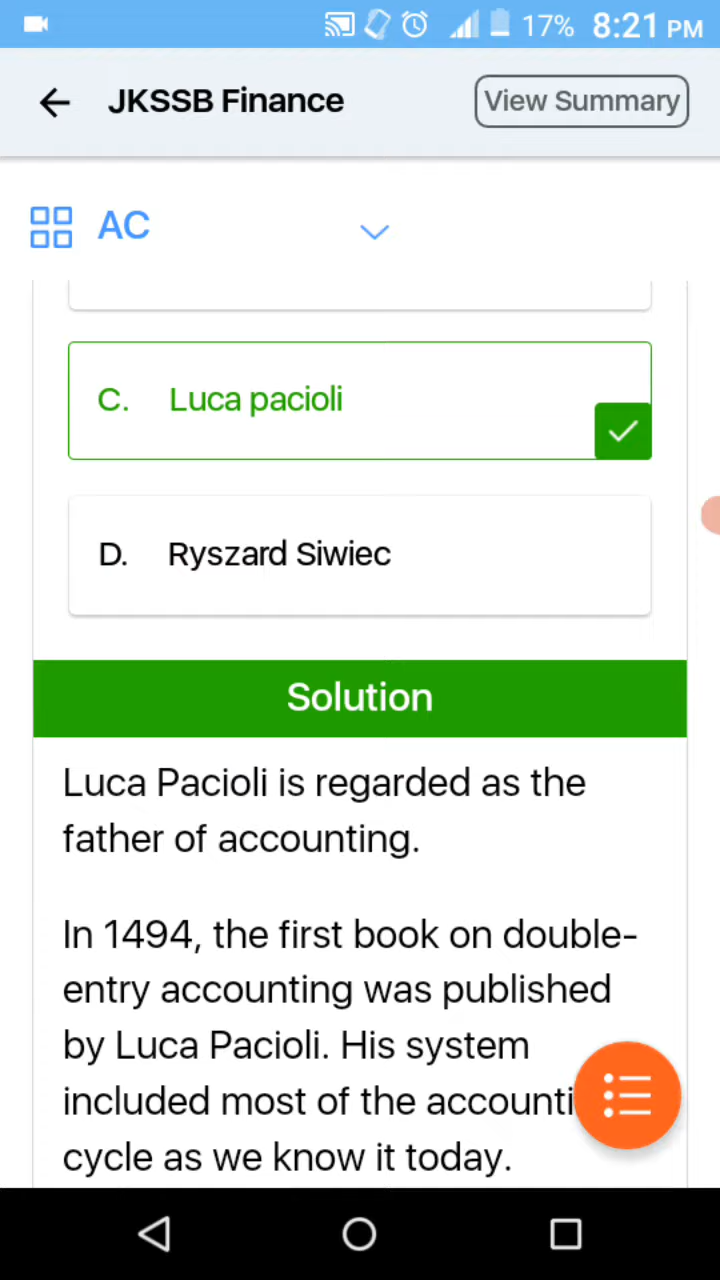 17% 8:21 PM
JKSSB Finance
View Summary
AC
C. Luca pacioli
D. Ryszard Siwiec
Solution
Luca Pacioli is regarded as the
father of accounting.
In 1494, the first book on double-
entry accounting was published
by Luca Pacioli. His system
included most of the accounti
cycle as we know it today.